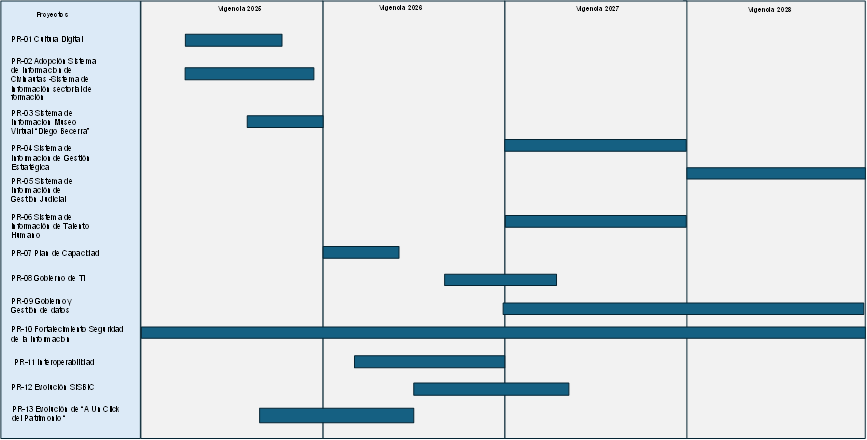 Proyectos
Vigencia 2025
Vigencia 2026
Vigencia 2027
Vigencia 2028
PR-01 Cultura Digital
PR-02 Adopción Sistema
de Información de
Civinautas -Sistema de
Información sectorial de
formación
PR-03 Sistema de
Información Museo
Virtual "Diego Becerra"
PR-04 Sistema de
Información de Gestión
Estratégica
PR-05 Sistema de
Información de
Gestión Judicial
PR-06 Sistema de
Información de Talento
Humano
PR-07 Plan de Capacidad
PR-08 Gobierno de TI
PR-09 Gobierno y
Gestión de datos
PR-10 Fortalecimiento Seguridad
de la Información
PR-11 Interoperabilidad
PR-12 Evolución SISBIC
PR-13 Evolución de "A Un Click
del Patrimonio"